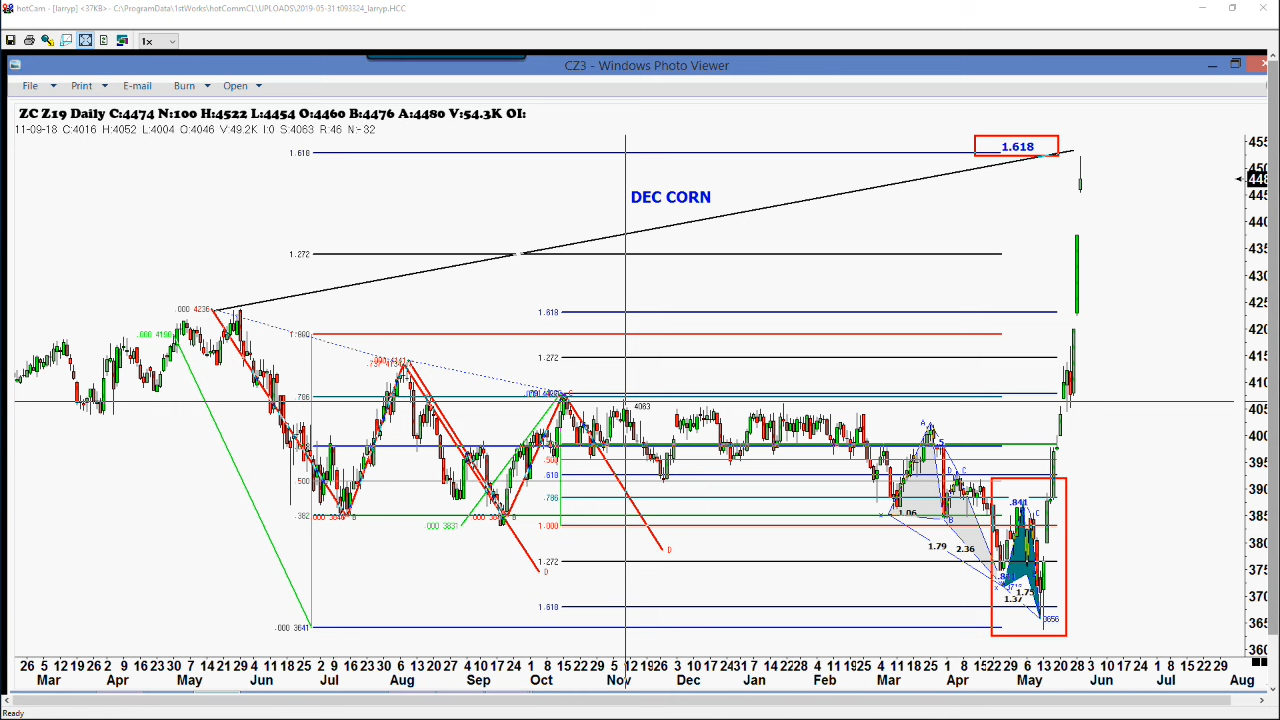 hotCam - [larryp] <37KB> - C:\ProgramData\1stWorks\hotCommCL\UPLOADS\2019-05-31 t093324_larryp.HCC
1x
CZ3 - Windows Photo Viewer
File Print E-mail Burn Open
ZC Z19 Daily C:4474 N:100 H:4522 L:4454 O:4460 B:4476 A:4480 V:54.3K OI:
11-09-18 C:4016 H:4052 L:4004 O:4046 V:49.2K I:0 S:4063 R:46 N:-32
1.618 1.618
DEC CORN
1.272
.000 4236
1.618
.000 4190
1.272
.786
4063
.618
.500
.786
.382
.000 3831
1.000
1.272
1.618
.000 3641
A
C
B
D
D
1.06
1.79
2.36
.841
C
1.75
1.37
3656
455
450
448
445
440
435
430
425
420
415
410
405
400
395
390
385
380
375
370
365
360
26 5 12 19 26 2 9 16 23 30 7 14 21 29 4 11 18 25 2 9 16 23 30 6 13 20 27 4 10 17 24 1 8 15 22 29 5 12 19 26 3 10 17 24 31 7 14 22 28 4 11 19 25 4 11 18 25 1 8 15 22 29 6 13 20 28 3 10 17 24 1 8 15 22 29
Mar Apr May Jun Jul Aug Sep Oct Nov Dec Jan Feb Mar Apr May Jun Jul Aug
Ready